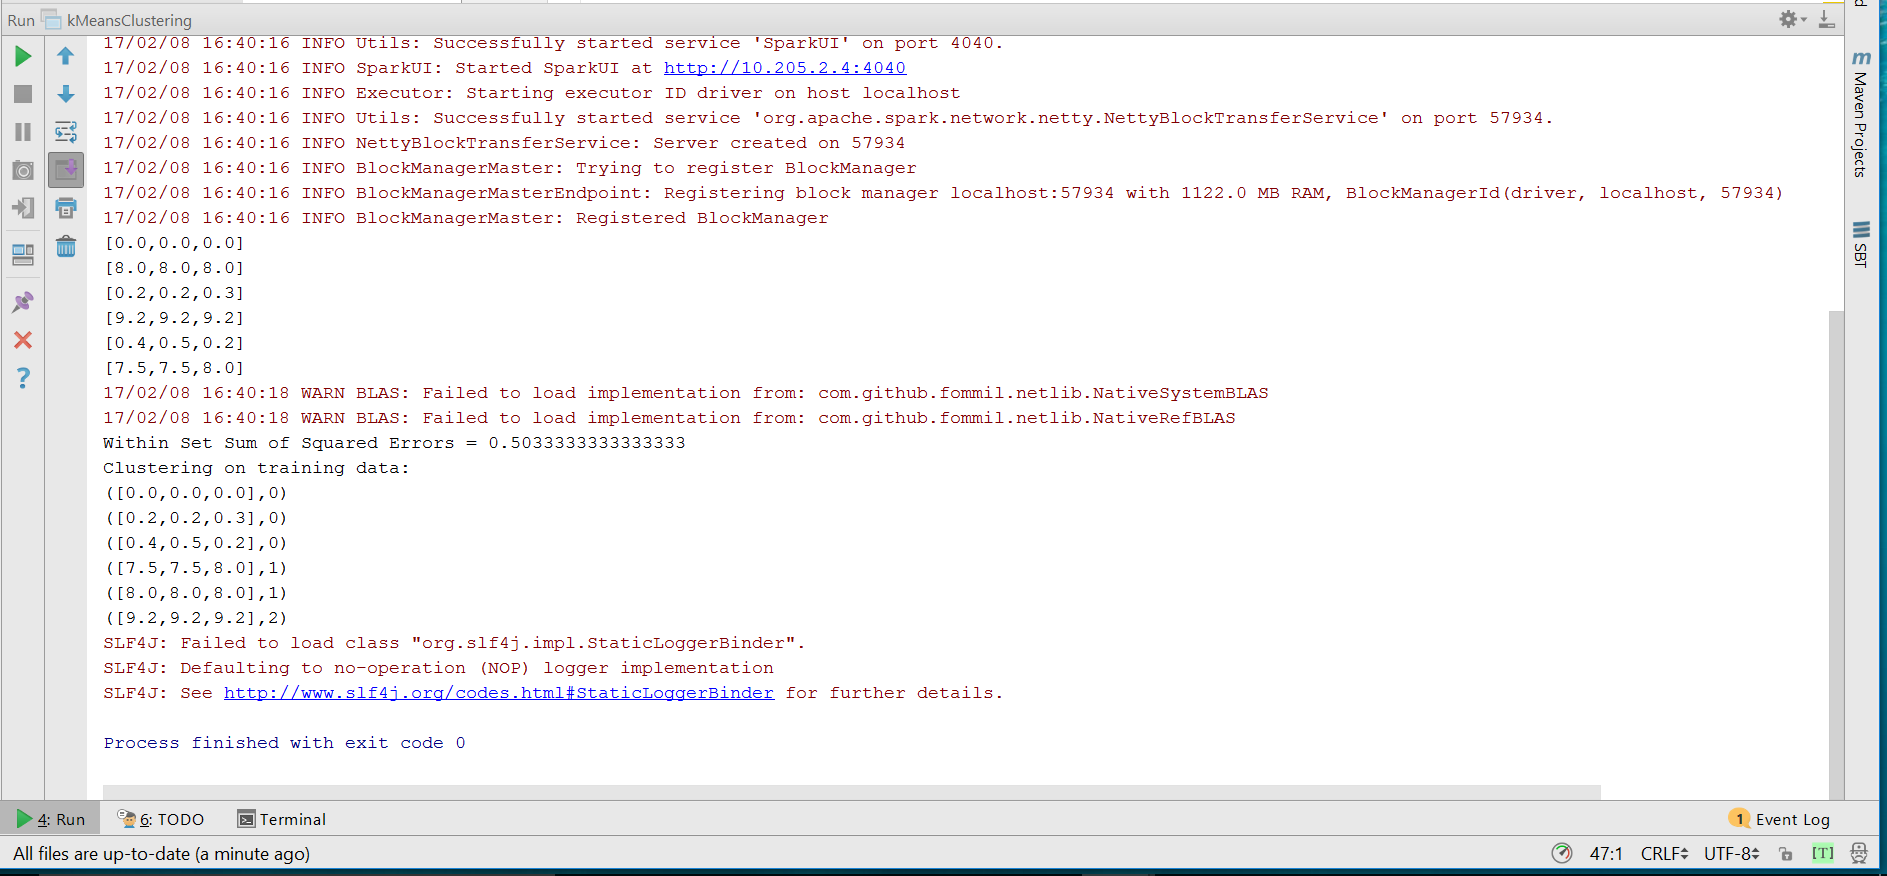 Run kMeansClustering
17/02/08 16:40:16 INFO Utils: Successfully started service 'SparkUI' on port 4040.
17/02/08 16:40:16 INFO SparkUI: Started SparkUI at http://10.205.2.4:4040
17/02/08 16:40:16 INFO Executor: Starting executor ID driver on host localhost
17/02/08 16:40:16 INFO Utils: Successfully started service 'org.apache.spark.network.netty.NettyBlockTransferService' on port 57934.
17/02/08 16:40:16 INFO NettyBlockTransferService: Server created on 57934
17/02/08 16:40:16 INFO BlockManagerMaster: Trying to register BlockManager
17/02/08 16:40:16 INFO BlockManagerMasterEndpoint: Registering block manager localhost:57934 with 1122.0 MB RAM, BlockManagerId(driver, localhost, 57934)
17/02/08 16:40:16 INFO BlockManagerMaster: Registered BlockManager
[0.0,0.0,0.0]
[8.0,8.0,8.0]
[0.2,0.2,0.3]
[9.2,9.2,9.2]
[0.4,0.5,0.2]
[7.5,7.5,8.0]
17/02/08 16:40:18 WARN BLAS: Failed to load implementation from: com.github.fommil.netlib.NativeSystemBLAS
17/02/08 16:40:18 WARN BLAS: Failed to load implementation from: com.github.fommil.netlib.NativeRefBLAS
Within Set Sum of Squared Errors = 0.5033333333333333
Clustering on training data:
([0.0,0.0,0.0],0)
([0.2,0.2,0.3],0)
([0.4,0.5,0.2],0)
([7.5,7.5,8.0],1)
([8.0,8.0,8.0],1)
([9.2,9.2,9.2],2)
SLF4J: Failed to load class "org.slf4j.impl.StaticLoggerBinder".
SLF4J: Defaulting to no-operation (NOP) logger implementation
SLF4J: See http://www.slf4j.org/codes.html#StaticLoggerBinder for further details.
Process finished with exit code 0
d
m Maven Projects
SBT
4: Run 6: TODO Terminal 1 Event Log
All files are up-to-date (a minute ago) 47:1 CRLF UTF-8 [T]